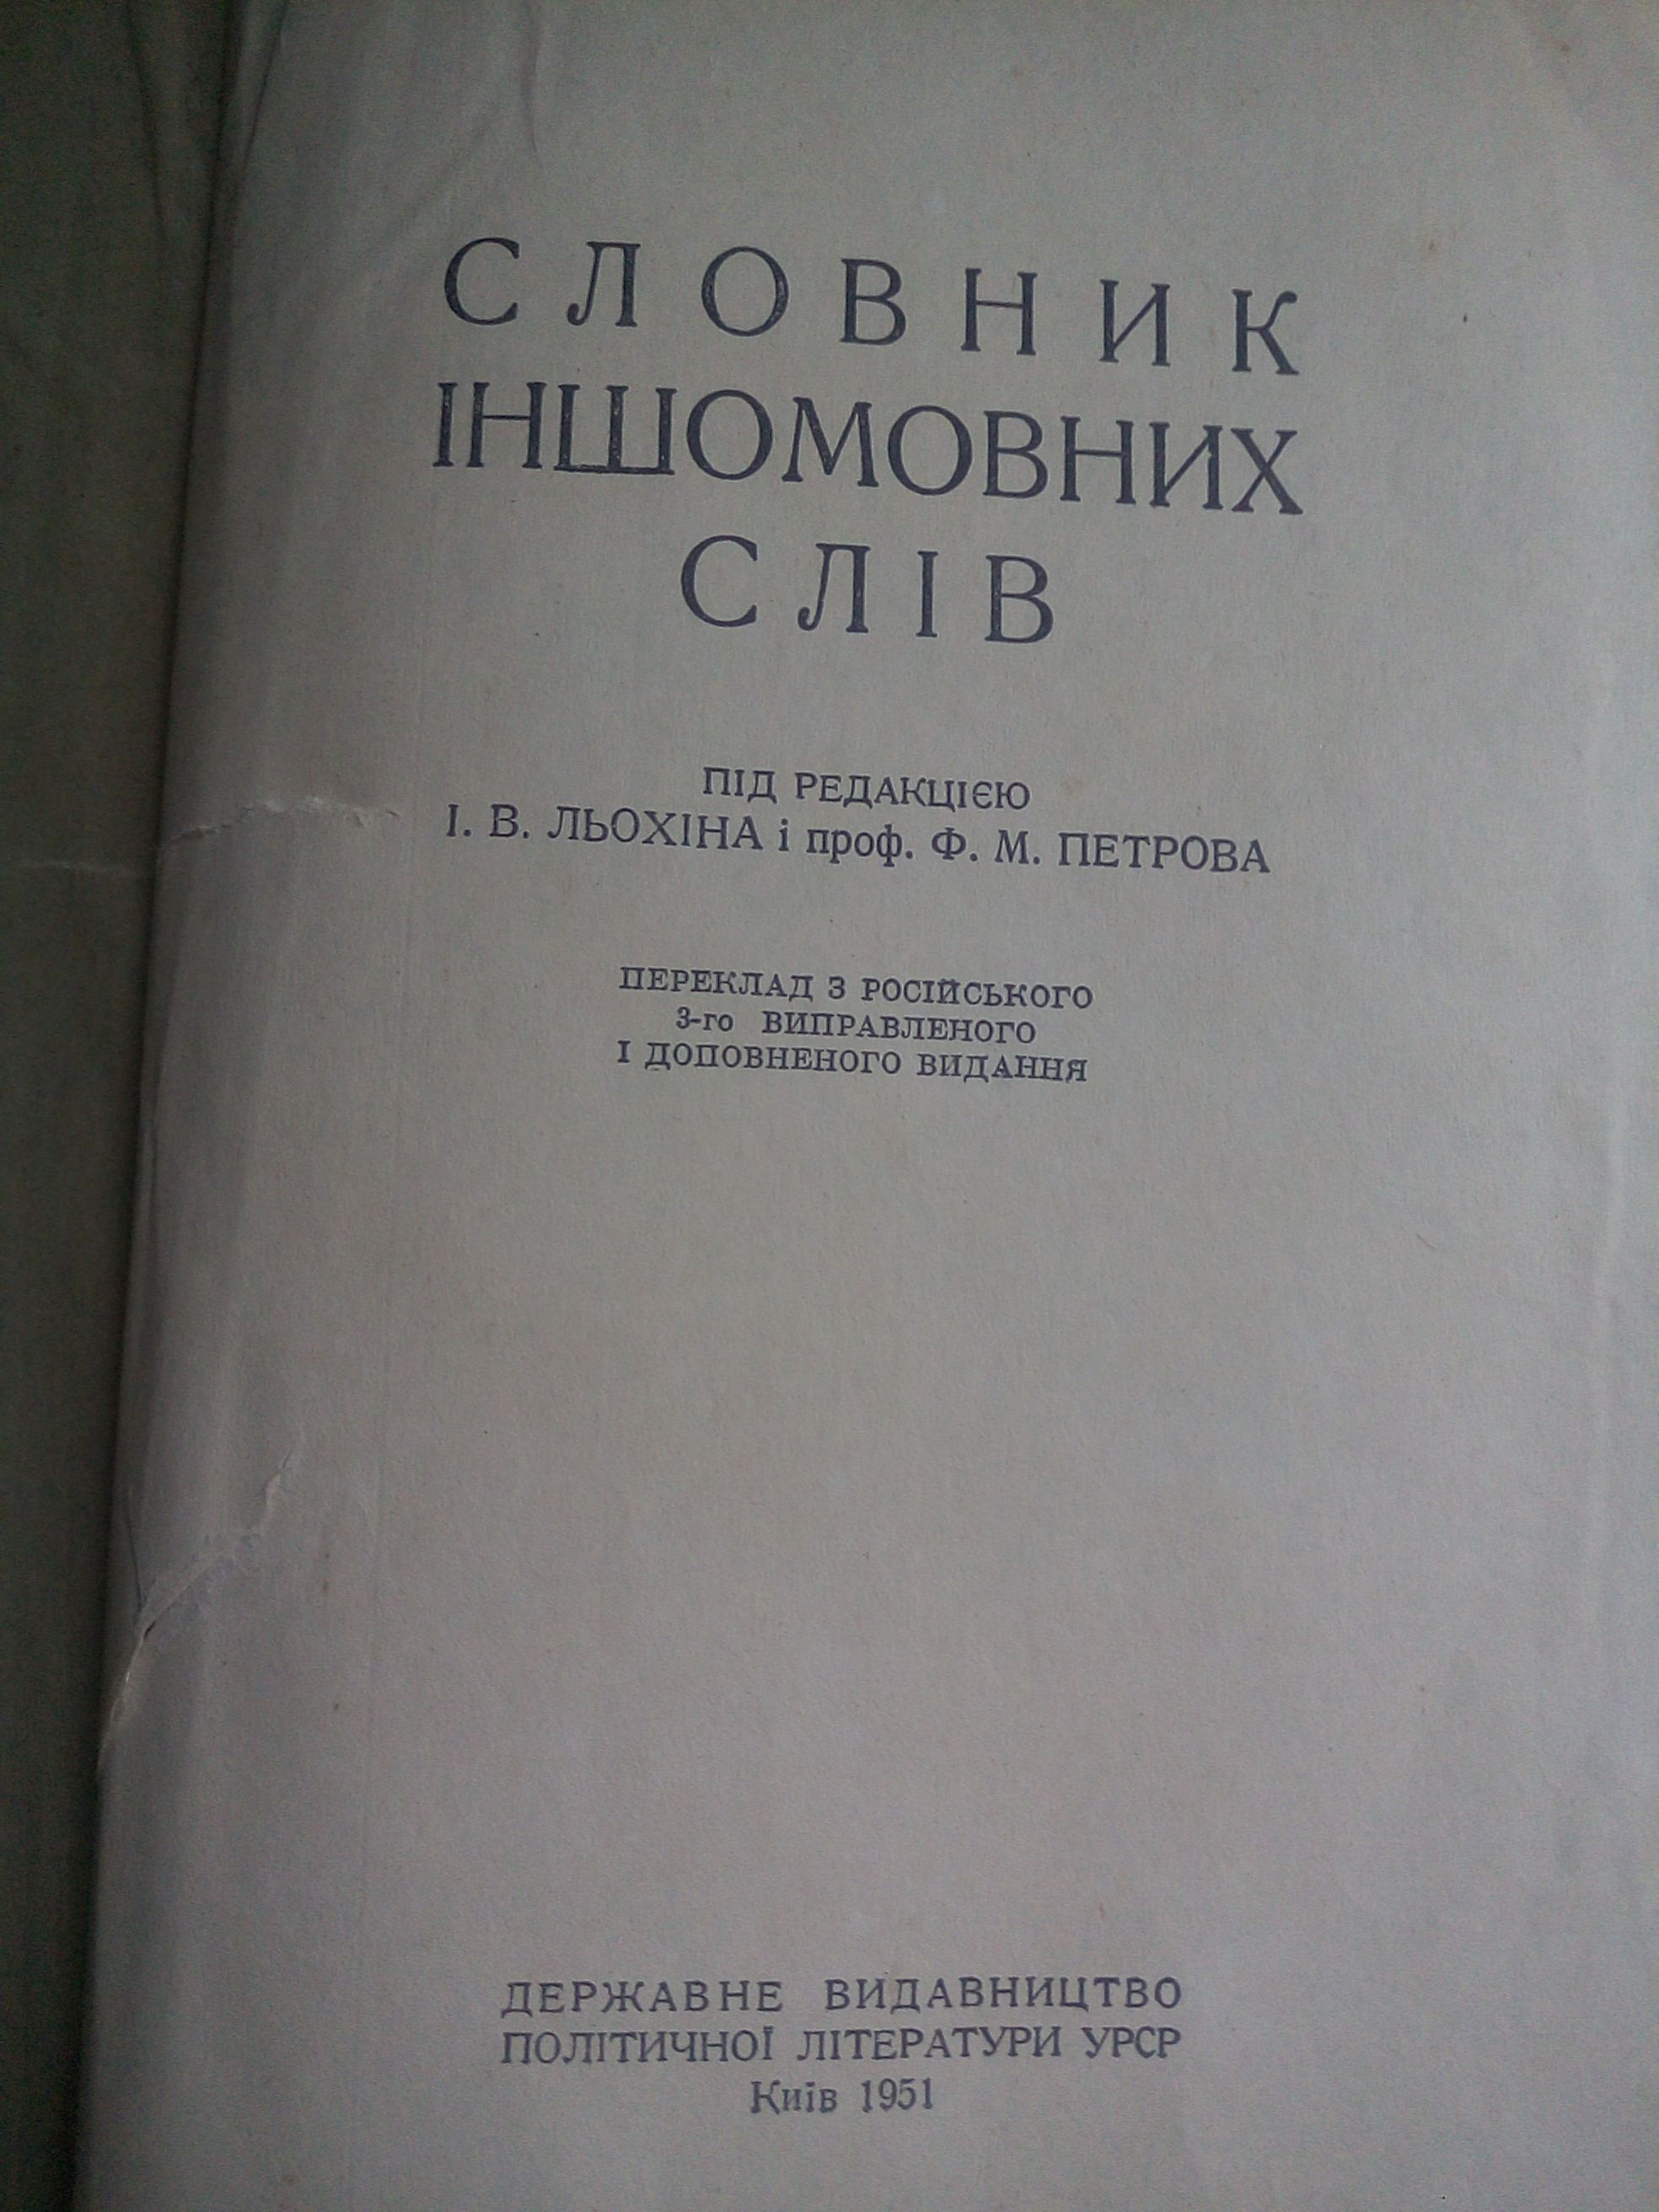 СЛОВНИК
ІНШОМОВНИХ
СЛІВ
ПІД РЕДАКЦІЄЮ
І. В. ЛЬОХІНА і проф. Ф. М. ПЕТРОВА
ПЕРЕКЛАД З РОСІЙСЬКОГО
3-го ВИПРАВЛЕНОГО
І ДОПОВНЕНОГО ВИДАННЯ
ДЕРЖАВНЕ ВИДАВНИЦТВО
ПОЛІТИЧНОЇ ЛІТЕРАТУРИ УРСР
Київ 1951